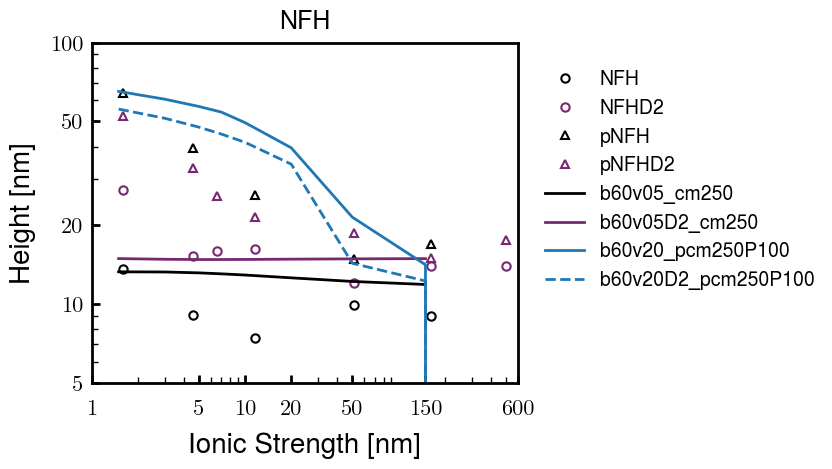 NFH
100
50
20
10
5
Height [nm]
1
5
10
20
50
150
600
Ionic Strength [nm]
NFH
NFHD2
pNFH
pNFHD2
b60v05_cm250
b60v05D2_cm250
b60v20_pcm250P100
b60v20D2_pcm250P100